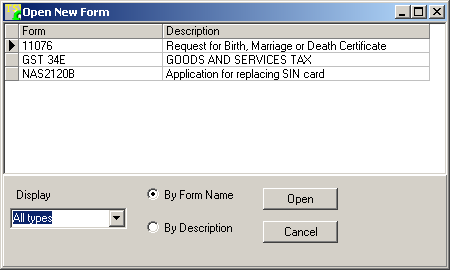 Open New Form
Form Description
11076 Request for Birth, Marriage or Death Certificate
GST 34E GOODS AND SERVICES TAX
NAS2120B Application for replacing SIN card
Display
All types
By Form Name
By Description
Open
Cancel